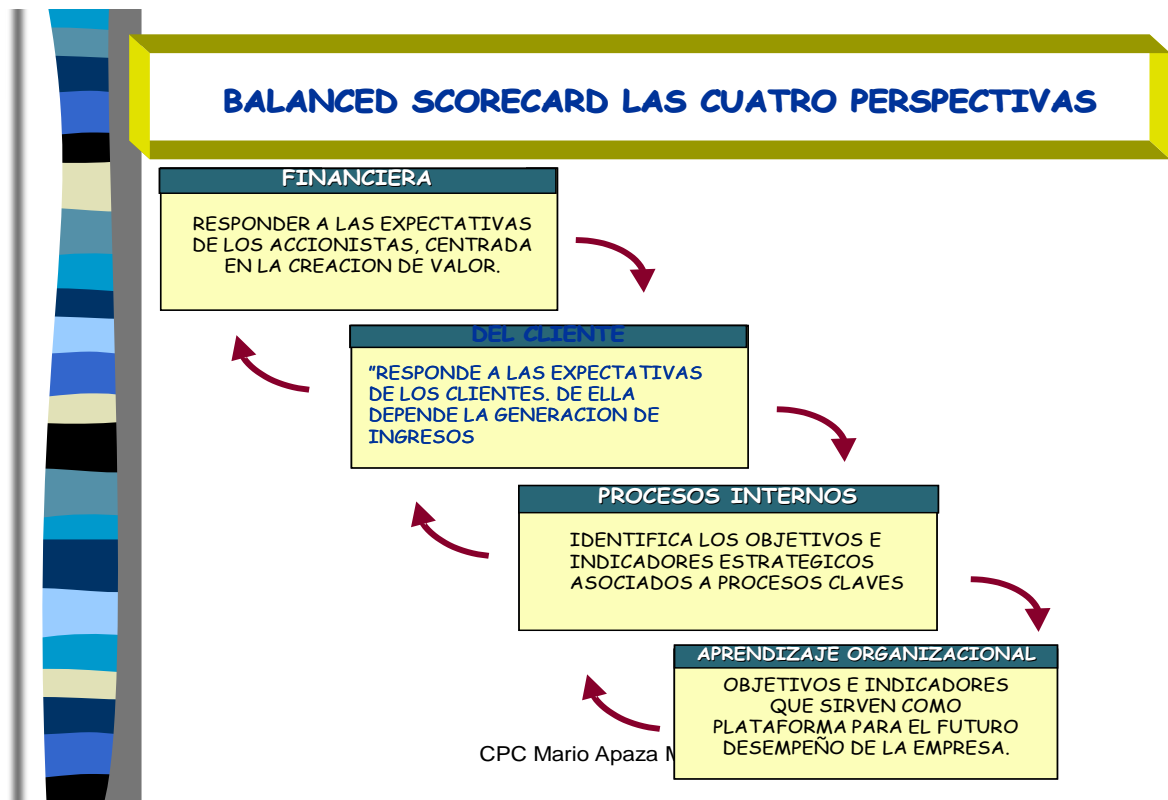 BALANCED SCORECARD LAS CUATRO PERSPECTIVAS
FINANCIERA
RESPONDER A LAS EXPECTATIVAS
DE LOS ACCIONISTAS, CENTRADA
EN LA CREACION DE VALOR.
DEL CLIENTE
"RESPONDE A LAS EXPECTATIVAS
DE LOS CLIENTES. DE ELLA
DEPENDE LA GENERACION DE
INGRESOS
PROCESOS INTERNOS
IDENTIFICA LOS OBJETIVOS E
INDICADORES ESTRATEGICOS
ASOCIADOS A PROCESOS CLAVES
APRENDIZAJE ORGANIZACIONAL
OBJETIVOS E INDICADORES
QUE SIRVEN COMO
PLATAFORMA PARA EL FUTURO
DESEMPEÑO DE LA EMPRESA.
CPC Mario Apaza